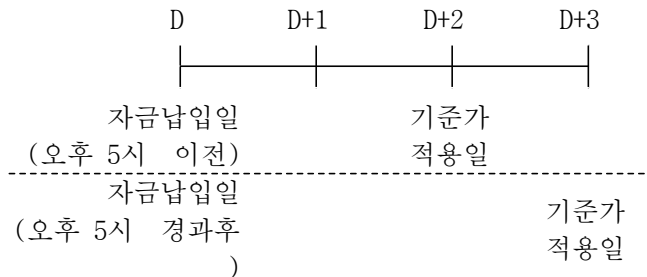 D D+1 D+2 D+3
자금납입일 기준가
(오후 5시 이전) 적용일
자금납입일
기준가
(오후 5시 경과후
적용일
)